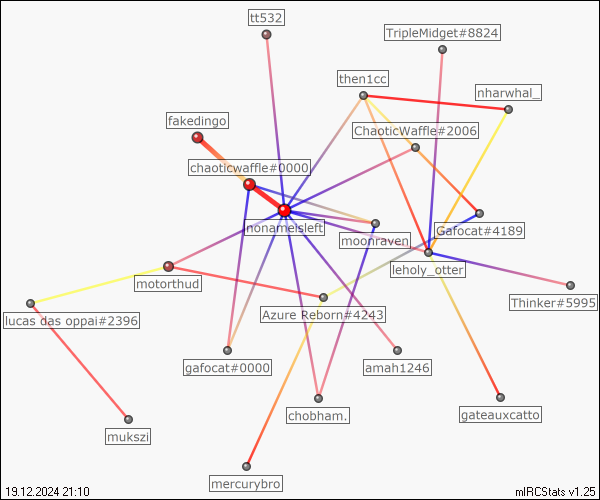 tt532
TripleMidget#8824
then1cc
nharwhal_
fakedingo
ChaoticWaffle#2006
chaoticwaffle#0000
nonameisleft
moonraven
Gafocat#4189
leholy_otter
motorthud
Thinker#5995
lucas das oppai#2396
Azure Reborn#4243
gafocat#0000
amah1246
chobham.
gateauxcatto
mukszi
mercurybro
19.12.2024 21:10
mIRCStats v1.25